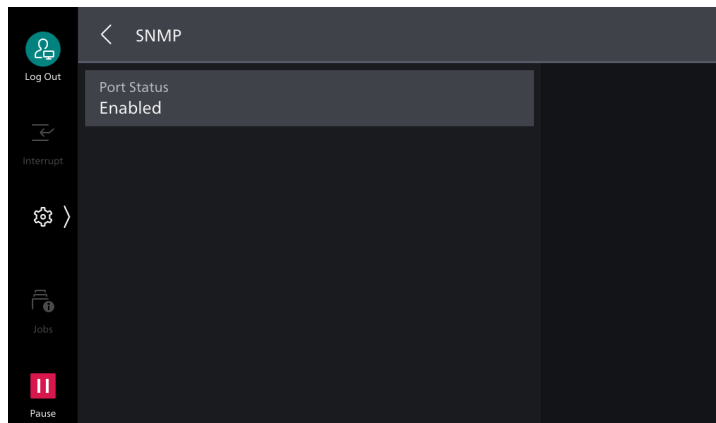 SNMP
Log Out
Port Status
Enabled
Interrupt
Jobs
Pause